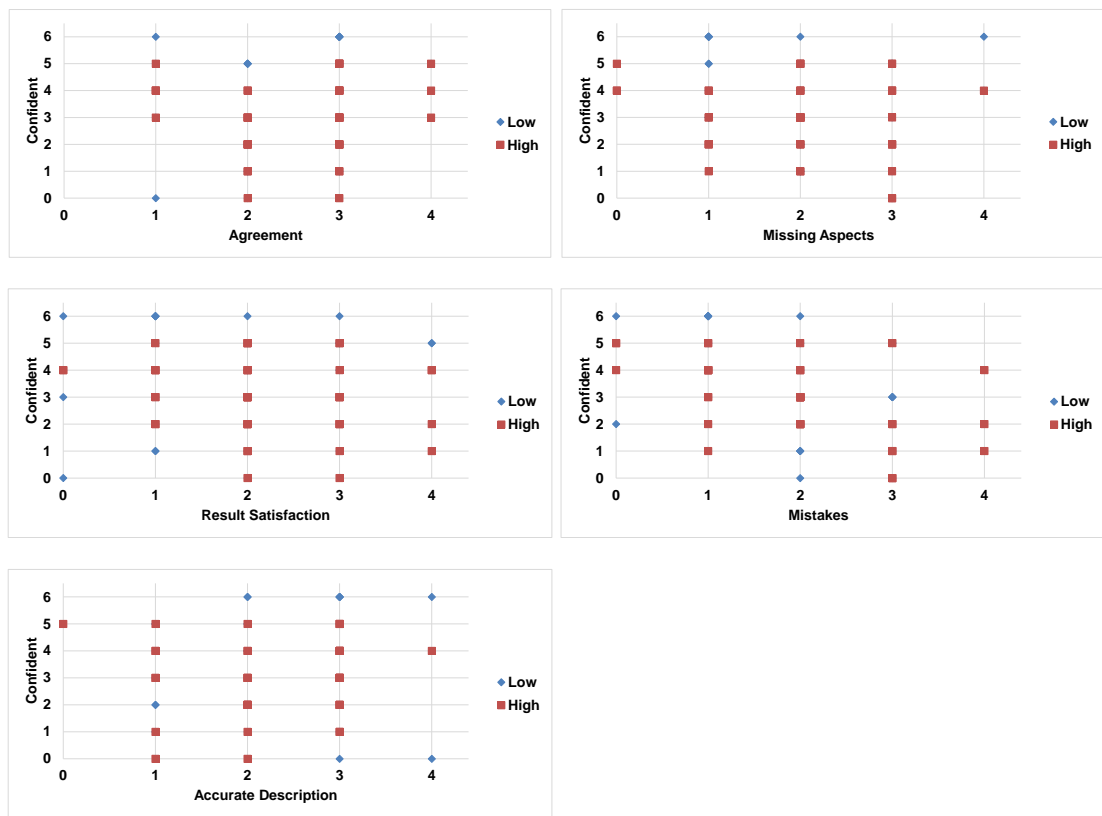 6
5
4
3
2
1
0
Confident
0 1 2 3 4
Agreement
Low
High
6
5
4
3
2
1
0
Confident
0 1 2 3 4
Missing Aspects
Low
High
6
5
4
3
2
1
0
Confident
0 1 2 3 4
Result Satisfaction
Low
High
6
5
4
3
2
1
0
Confident
0 1 2 3 4
Mistakes
Low
High
6
5
4
3
2
1
0
Confident
0 1 2 3 4
Accurate Description
Low
High